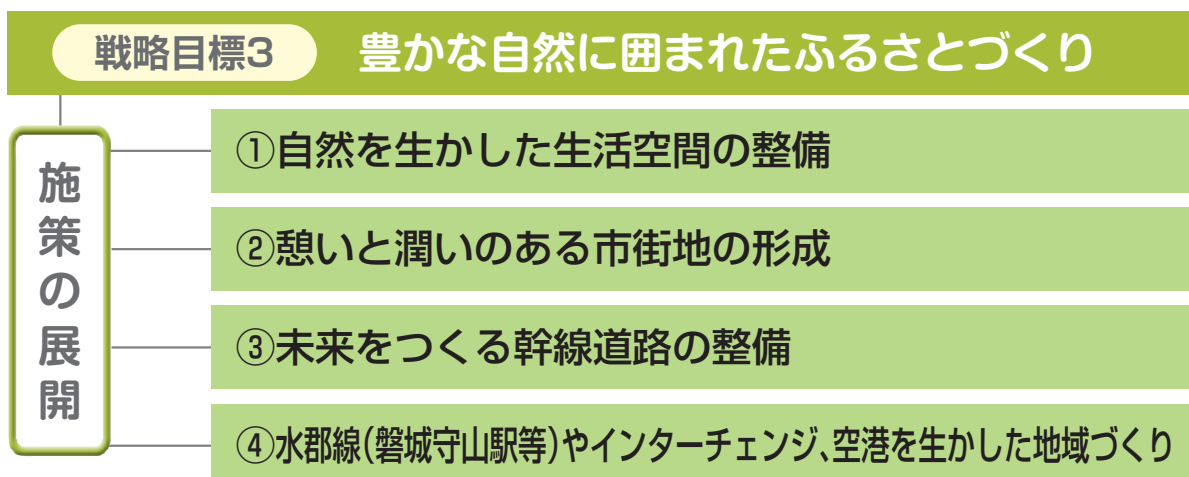 戦略目標3
豊かな自然に囲まれたふるさとづくり
施策の展開
①自然を生かした生活空間の整備
②憩いと潤いのある市街地の形成
③未来をつくる幹線道路の整備
④水郡線(磐城守山駅等)やインターチェンジ、空港を生かした地域づくり